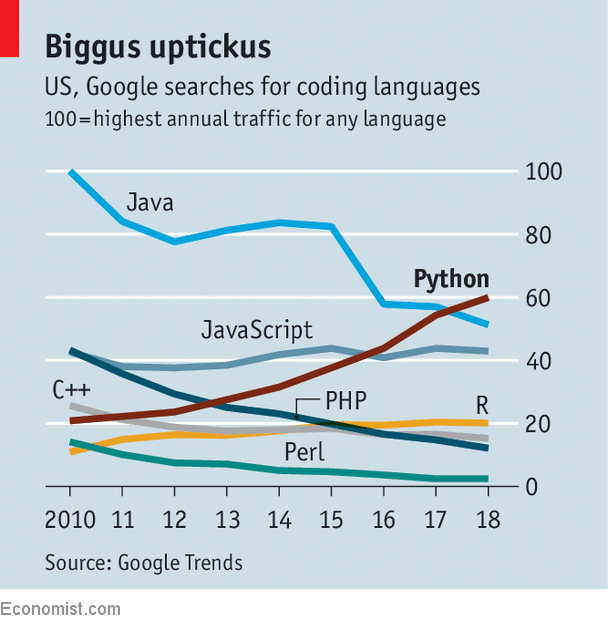 Biggus uptickus
US, Google searches for coding languages
100=highest annual traffic for any language
100
Java
80
Python
60
JavaScript
40
C++
PHP
R
20
Perl
0
2010 11 12 13 14 15 16 17 18
Source: Google Trends
Economist.com